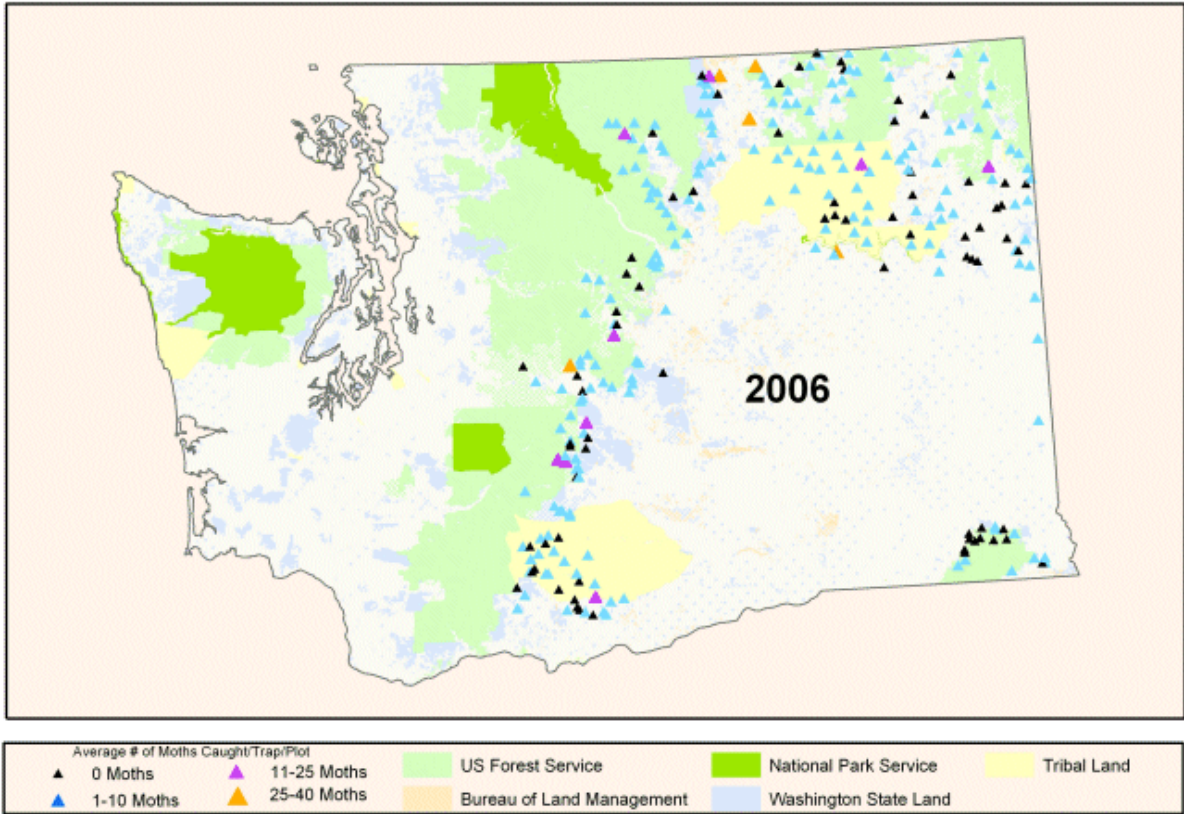 2006
Average # of Moths Caught/Trap/Plot
0 Moths
11-25 Moths
US Forest Service
National Park Service
Tribal Land
1-10 Moths
25-40 Moths
Bureau of Land Management
Washington State Land